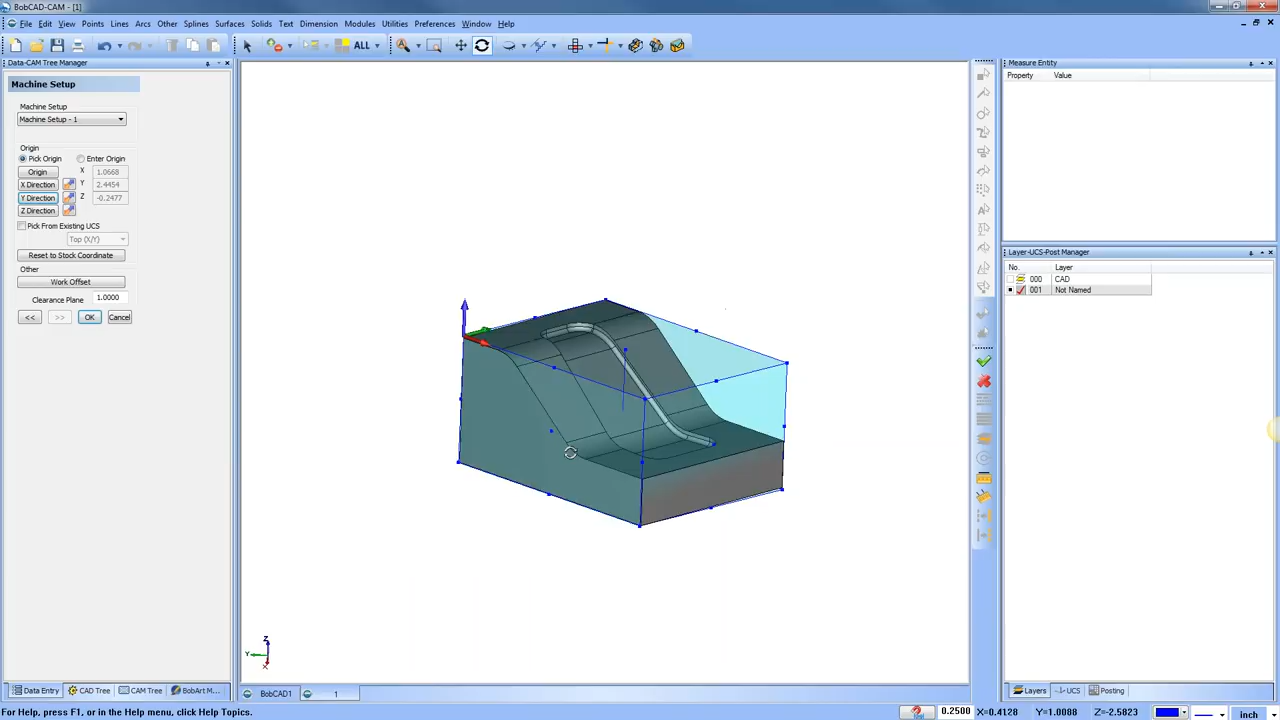 BobCAD-CAM - [1]
File Edit View Points Lines Arcs Other Splines Surfaces Solids Text Dimension Modules Utilities Preferences Window Help
ALL
Data-CAM Tree Manager
Machine Setup
Machine Setup
Machine Setup - 1
Origin
Pick Origin Enter Origin
Origin X 1.0668
X Direction Y 2.4454
Y Direction Z -0.2477
Z Direction
Pick From Existing UCS
Top (X/Y)
Reset to Stock Coordinate
Other
Work Offset
Clearance Plane 1.0000
<< >> OK Cancel
Z
Y
X
Measure Entity
Property Value
Layer-UCS-Post Manager
No. Layer
000 CAD
001 Not Named
Data Entry CAD Tree CAM Tree BobArt M...
BobCAD1 1
Layers UCS Posting
For Help, press F1, or in the Help menu, click Help Topics.
0.2500 X=0.4128 Y=1.0088 Z=-2.5823 inch